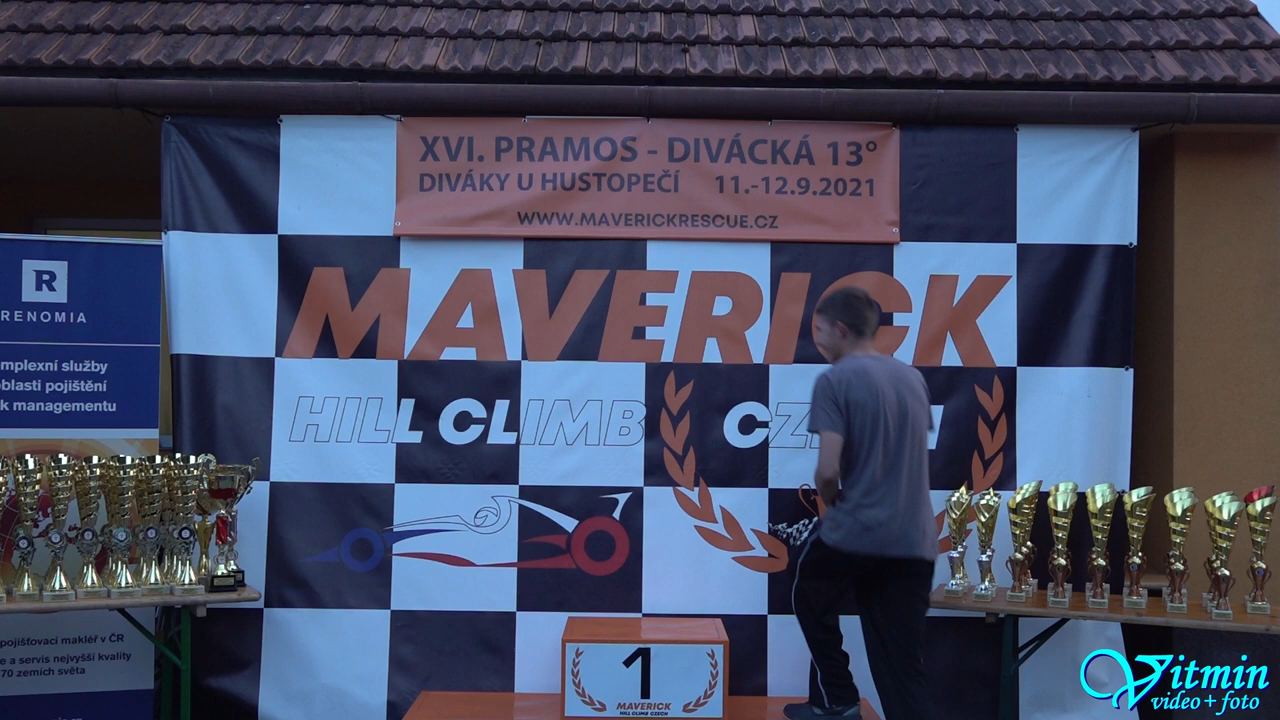 XVI. PRAMOS - DIVÁCKÁ 13°
DIVÁKY U HUSTOPEČÍ 11.-12.9.2021
WWW.MAVERICKRESCUE.CZ
MAVERICK
HILL CLIMB
R
RENOMIA
mplexní služby
oblasti pojištění
k managementu
pojišťovací makléř v ČR
e a servis nejvyšší kvality
70 zemích světa
1
MAVERICK
HILL CLIMB CZECH
Vitmin
video+foto